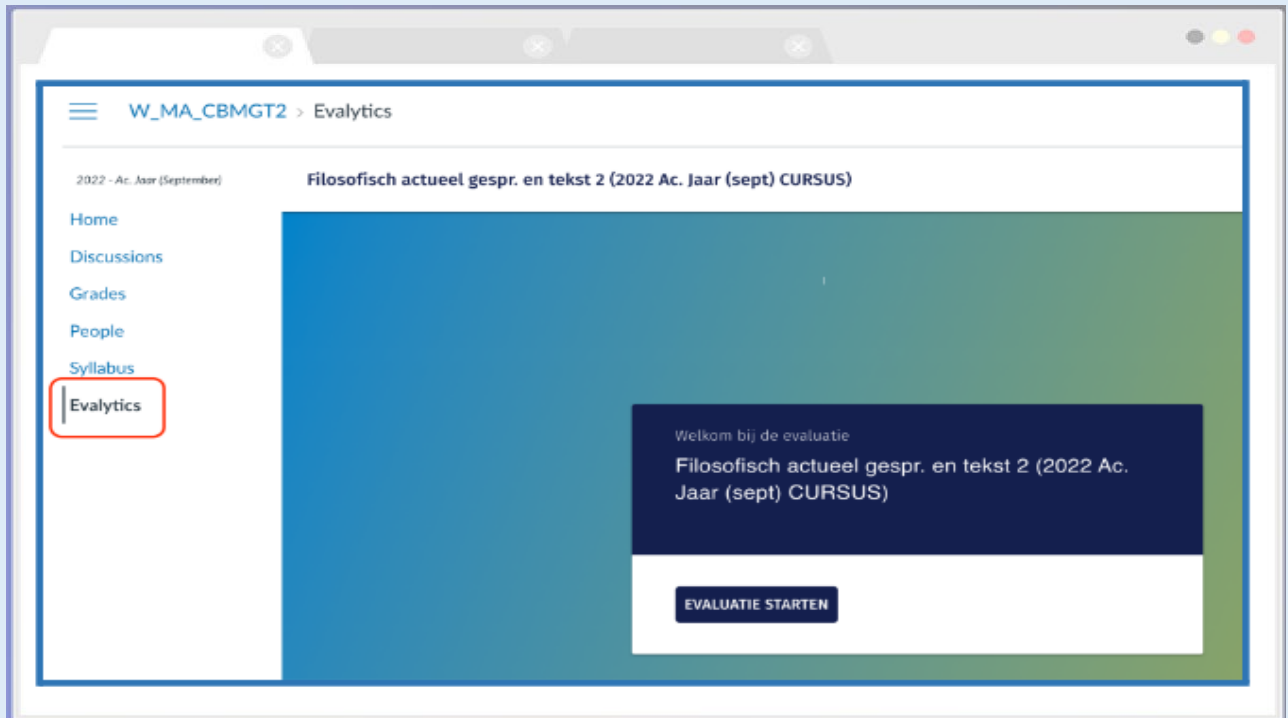 W_MA_CBMGT2 > Evalytics
2022 - Ac. Jaar (September)
Filosofisch actueel gespr. en tekst 2 (2022 Ac. Jaar (sept) CURSUS)
Home
Discussions
Grades
People
Syllabus
Evalytics
Welkom bij de evaluatie
Filosofisch actueel gespr. en tekst 2 (2022 Ac.
Jaar (sept) CURSUS)
EVALUATIE STARTEN